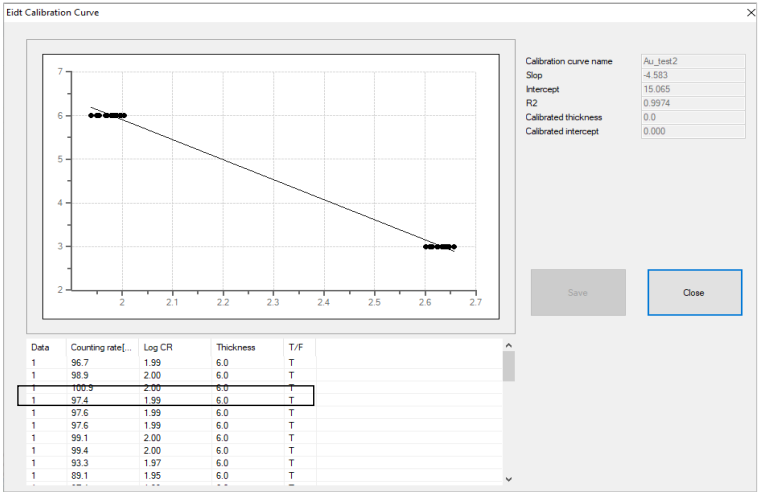 Eidt Calibration Curve
7
6
5
4
3
2
2 2.1 2.2 2.3 2.4 2.5 2.6 2.7
Calibration curve name Au_test2
Slop -4.583
Intercept 15.065
R2 0.9974
Calibrated thickness 0.0
Calibrated intercept 0.000
Save Close
Data Counting rate[... Log CR Thickness T/F
1 96.7 1.99 6.0 T
1 98.9 2.00 6.0 T
1 100.9 2.00 6.0 T
1 97.4 1.99 6.0 T
1 97.6 1.99 6.0 T
1 97.6 1.99 6.0 T
1 99.1 2.00 6.0 T
1 99.4 2.00 6.0 T
1 93.3 1.97 6.0 T
1 89.1 1.95 6.0 T